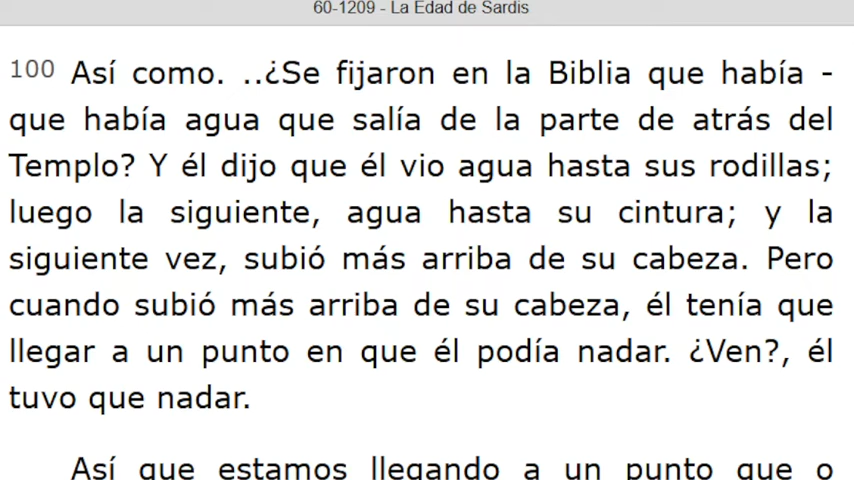 60-1209 - La Edad de Sardis
100 Así como. ..¿Se fijaron en la Biblia que había -
que había agua que salía de la parte de atrás del
Templo? Y él dijo que él vio agua hasta sus rodillas;
luego la siguiente, agua hasta su cintura; y la
siguiente vez, subió más arriba de su cabeza. Pero
cuando subió más arriba de su cabeza, él tenía que
llegar a un punto en que él podía nadar. ¿Ven?, él
tuvo que nadar.
Así que estamos llegando a un punto que o